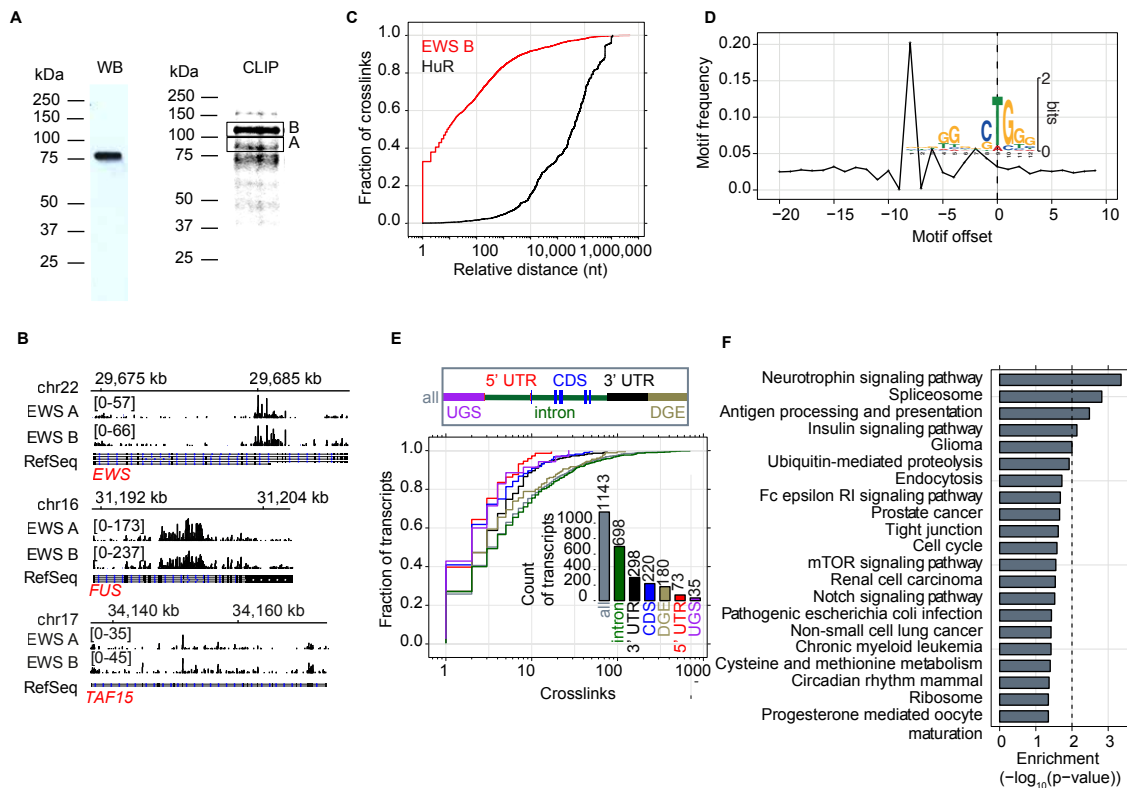 A
kDa
WB
250
150
100
75
50
37
25
kDa
CLIP
250
150
100
75
50
37
25
B
A
C
EWS B
HuR
Fraction of crosslinks
1.0
0.8
0.6
0.4
0.2
0.0
1
100
10,000
1,000,000
Relative distance (nt)
D
Motif frequency
0.20
0.15
0.10
0.05
0.00
2
bits
0
−20
−15
−10
−5
0
5
10
Motif offset
B
29,675 kb
29,685 kb
chr22
EWS A
[0-57]
EWS B
[0-66]
RefSeq
EWS
chr16
31,192 kb
31,204 kb
EWS A
[0-173]
EWS B
[0-237]
RefSeq
FUS
chr17
34,140 kb
34,160 kb
EWS A
[0-35]
EWS B
[0-45]
RefSeq
TAF15
E
5' UTR
CDS
3' UTR
all
UGS
intron
DGE
Fraction of transcripts
1.0
0.8
0.6
0.4
0.2
0.0
Count
of transcripts
1000
800
600
400
200
0
1143
698
298
220
180
73
35
all
intron
3' UTR
CDS
DGE
5' UTR
UGS
1
10
100
1000
Crosslinks
F
Neurotrophin signaling pathway
Spliceosome
Antigen processing and presentation
Insulin signaling pathway
Glioma
Ubiquitin-mediated proteolysis
Endocytosis
Fc epsilon RI signaling pathway
Prostate cancer
Tight junction
Cell cycle
mTOR signaling pathway
Renal cell carcinoma
Notch signaling pathway
Pathogenic escherichia coli infection
Non-small cell lung cancer
Chronic myeloid leukemia
Cysteine and methionine metabolism
Circadian rhythm mammal
Ribosome
Progesterone mediated oocyte
maturation
0
1
2
3
Enrichment
(−log10(p−value))